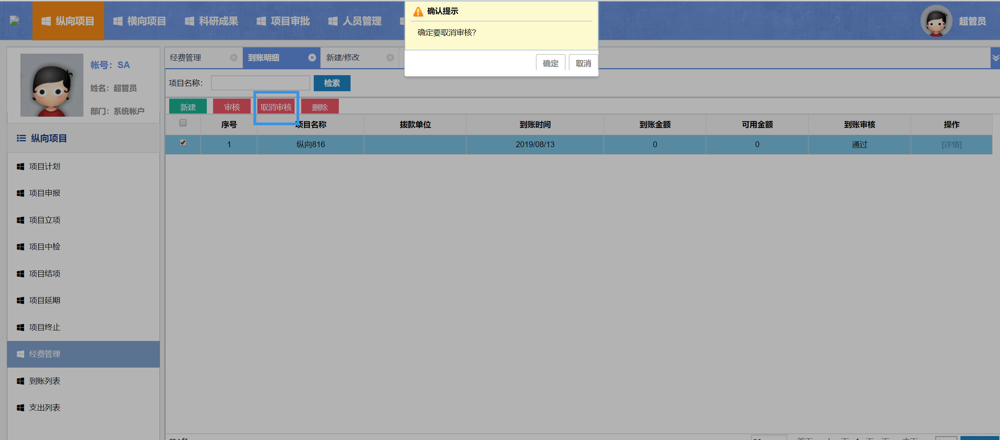 纵向项目 横向项目 科研成果 项目审批 人员管理 超管员
确认提示
确定要取消审核?
确定 取消
帐号：SA
姓名：超管员
部门：系统帐户
纵向项目
项目计划
项目申报
项目立项
项目中检
项目结项
项目延期
项目终止
经费管理
到账列表
支出列表
经费管理 到账明细 新建/修改
项目名称： 检索
新建 审核 取消审核 删除
序号 项目名称 拨款单位 到账时间 到账金额 可用金额 到账审核 操作
1 纵向816 2019/08/13 0 0 通过 [详情]